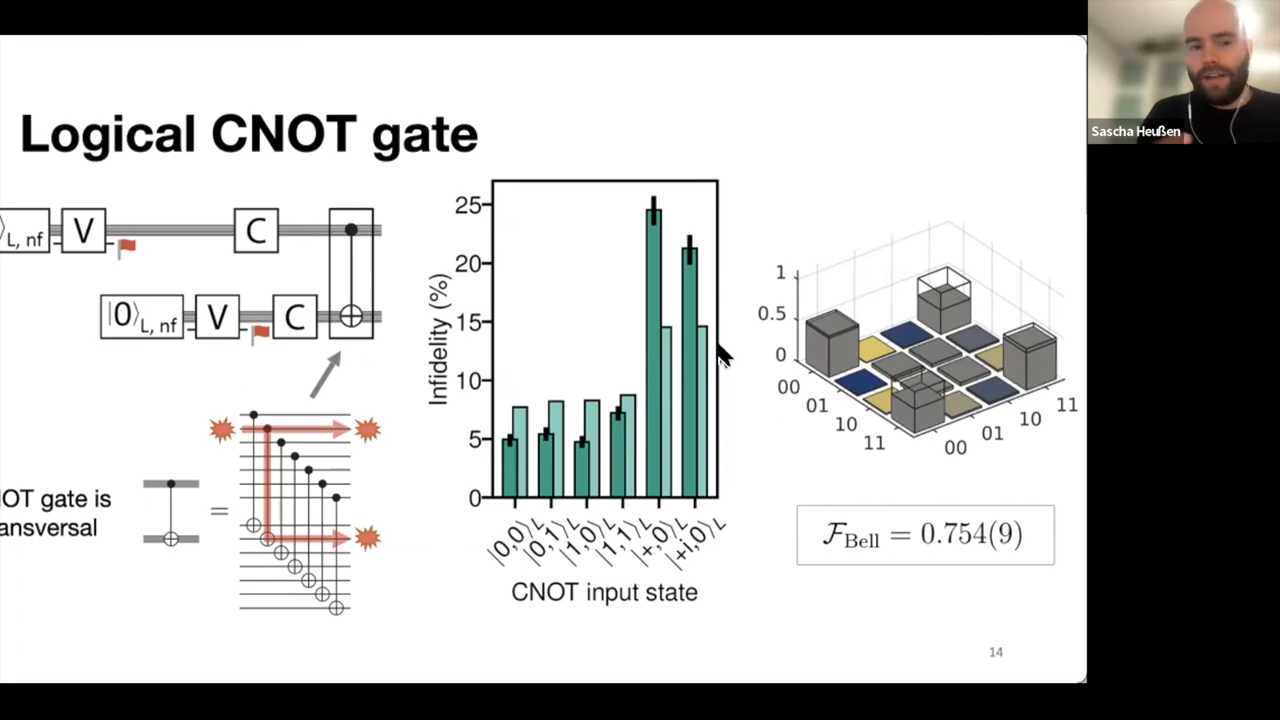 Sascha Heußen
Logical CNOT gate
⟩L, nf
V
C
|0⟩L, nf
V
C
NOT gate is
ansversal
=
25
20
15
10
5
0
Infidelity (%)
|0,0⟩L
|0,1⟩L
|1,0⟩L
|1,1⟩L
|+,0⟩L
|+i,0⟩L
CNOT input state
1
0.5
0
00
01
10
11
00
01
10
11
ℱBell = 0.754(9)
14